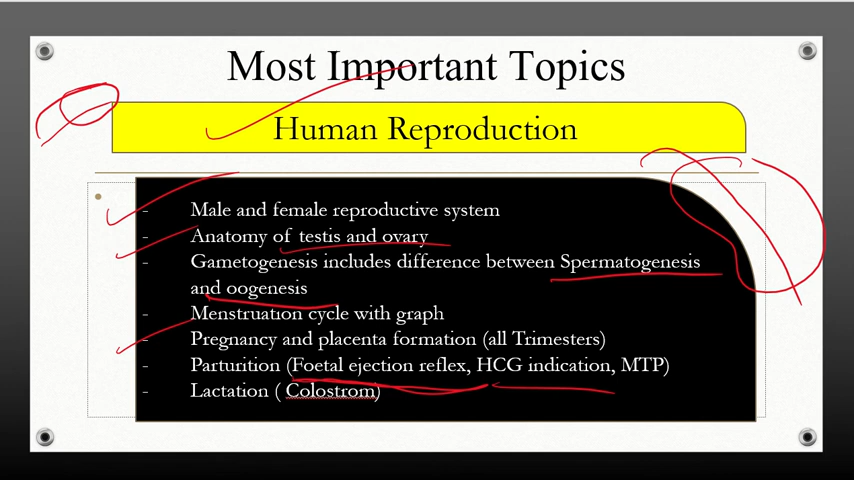 Most Important Topics
Human Reproduction
- Male and female reproductive system
- Anatomy of testis and ovary
- Gametogenesis includes difference between Spermatogenesis
and oogenesis
- Menstruation cycle with graph
- Pregnancy and placenta formation (all Trimesters)
- Parturition (Foetal ejection reflex, HCG indication, MTP)
- Lactation ( Colostrom)